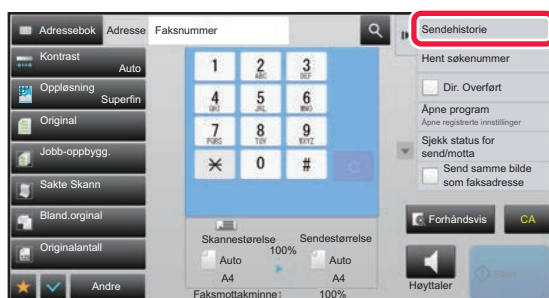 Adressebok
Adresse
Faksnummer
Kontrast
Auto
Oppløsning
Superfin
Original
Jobb-oppbygg.
Sakte Skann
Bland.orginal
Originalantall
Andre
1
2
ABC
3
DEF
4
GHI
5
JKL
6
MNO
7
PQRS
8
TUV
9
WXYZ
0
#
C
Skannestørelse
100%
Sendestørrelse
Auto
A4
Auto
A4
Faksmottakminne:
100%
Sendehistorie
Hent søkenummer
Dir. Overført
Åpne program
Åpne registrerte innstillinger
Sjekk status for
send/motta
Send samme bilde
som faksadresse
Forhåndsvis
CA
Høyttaler
Start